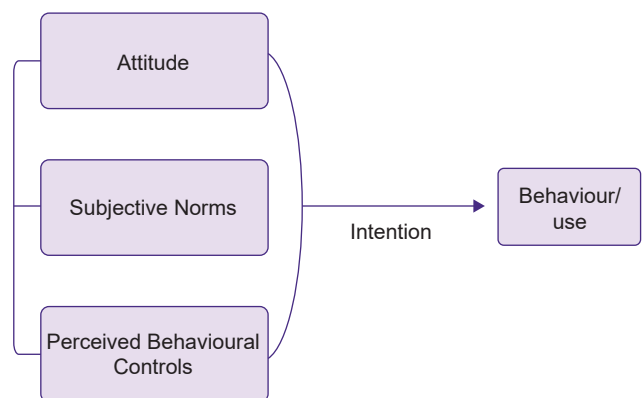 Attitude
Subjective Norms
Perceived Behavioural
Controls
Intention
Behaviour/
use